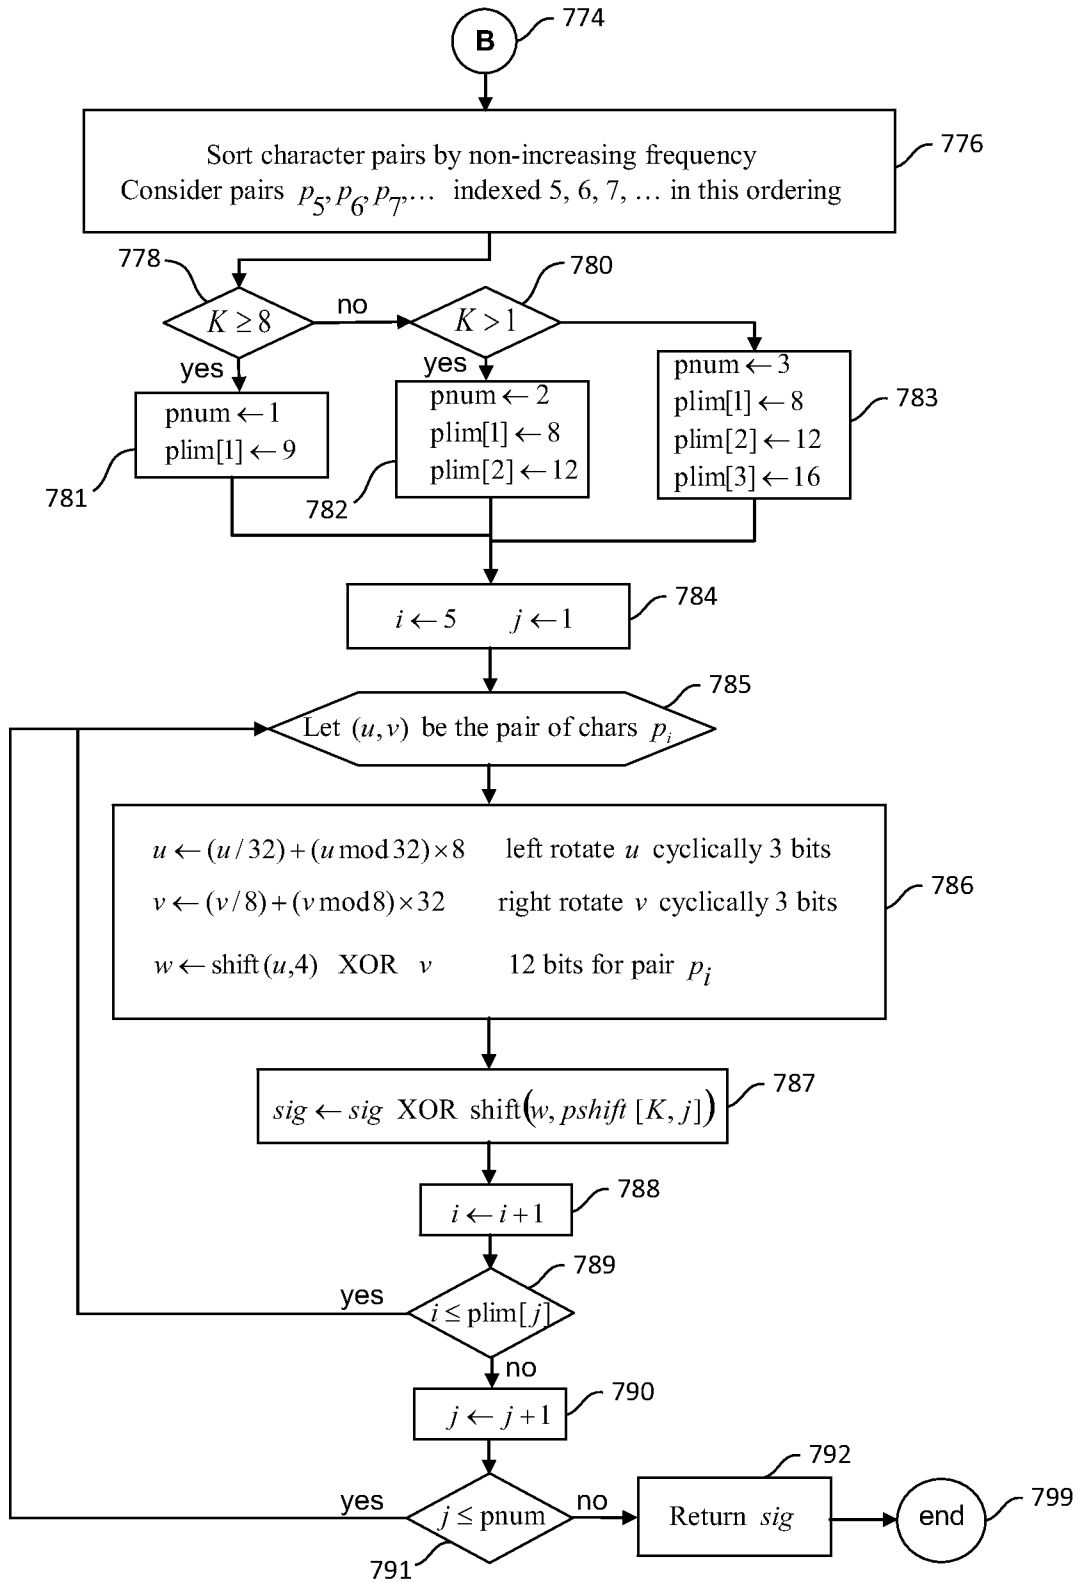 B
774
Sort character pairs by non-increasing frequency
Consider pairs p5, p6, p7,... indexed 5, 6, 7, ... in this ordering
776
778
K ≥ 8
no
780
K > 1
yes
pnum ← 1
plim[1] ← 9
781
yes
pnum ← 2
plim[1] ← 8
plim[2] ← 12
782
pnum ← 3
plim[1] ← 8
plim[2] ← 12
plim[3] ← 16
783
i ← 5 j ← 1
784
Let (u, v) be the pair of chars pi
785
u ← (u / 32) + (u mod 32) × 8 left rotate u cyclically 3 bits
v ← (v / 8) + (v mod 8) × 32 right rotate v cyclically 3 bits
w ← shift(u,4) XOR v 12 bits for pair pi
786
sig ← sig XOR shift(w, pshift [K, j])
787
i ← i + 1
788
789
yes
i ≤ plim[j]
no
j ← j + 1
790
yes
j ≤ pnum
791
no
Return sig
792
end
799